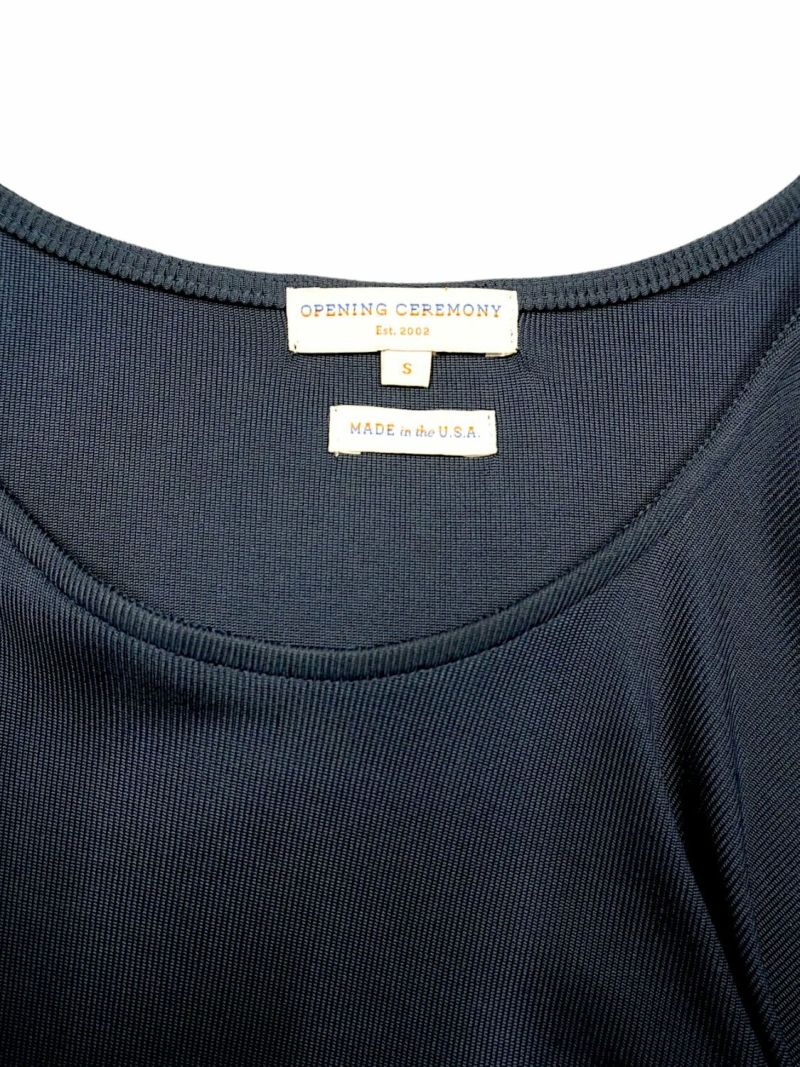 OPENING CEREMONY
Est. 2002
S
MADE in the U.S.A.